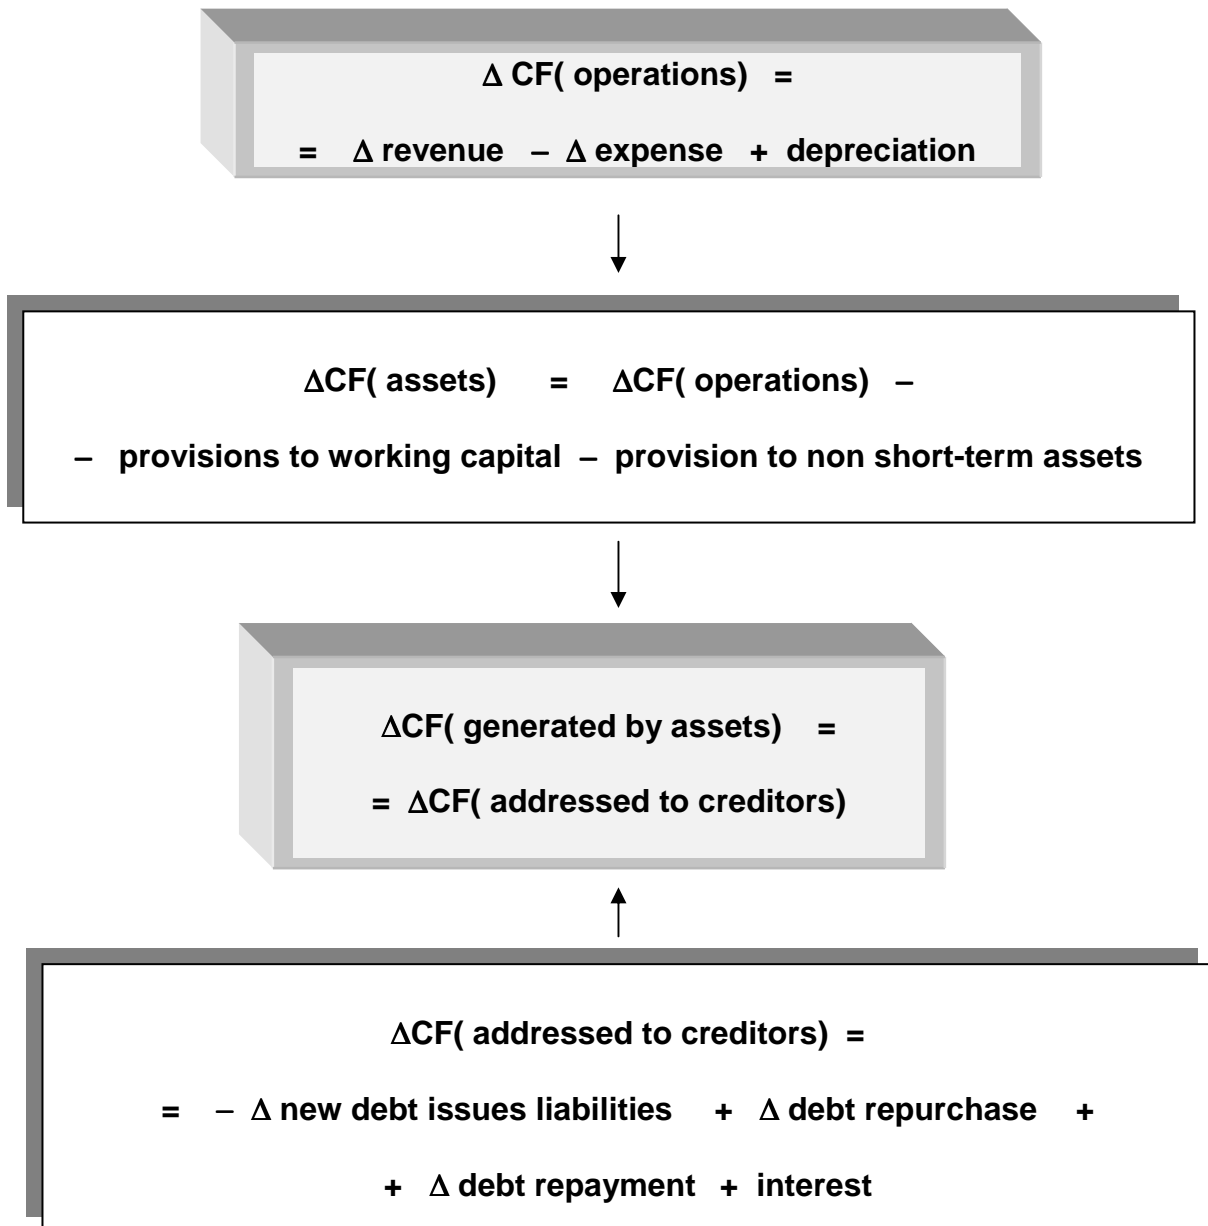 Δ CF( operations) =
= Δ revenue – Δ expense + depreciation
ΔCF( assets) = ΔCF( operations) –
– provisions to working capital – provision to non short-term assets
ΔCF( generated by assets) =
= ΔCF( addressed to creditors)
ΔCF( addressed to creditors) =
= – Δ new debt issues liabilities + Δ debt repurchase +
+ Δ debt repayment + interest